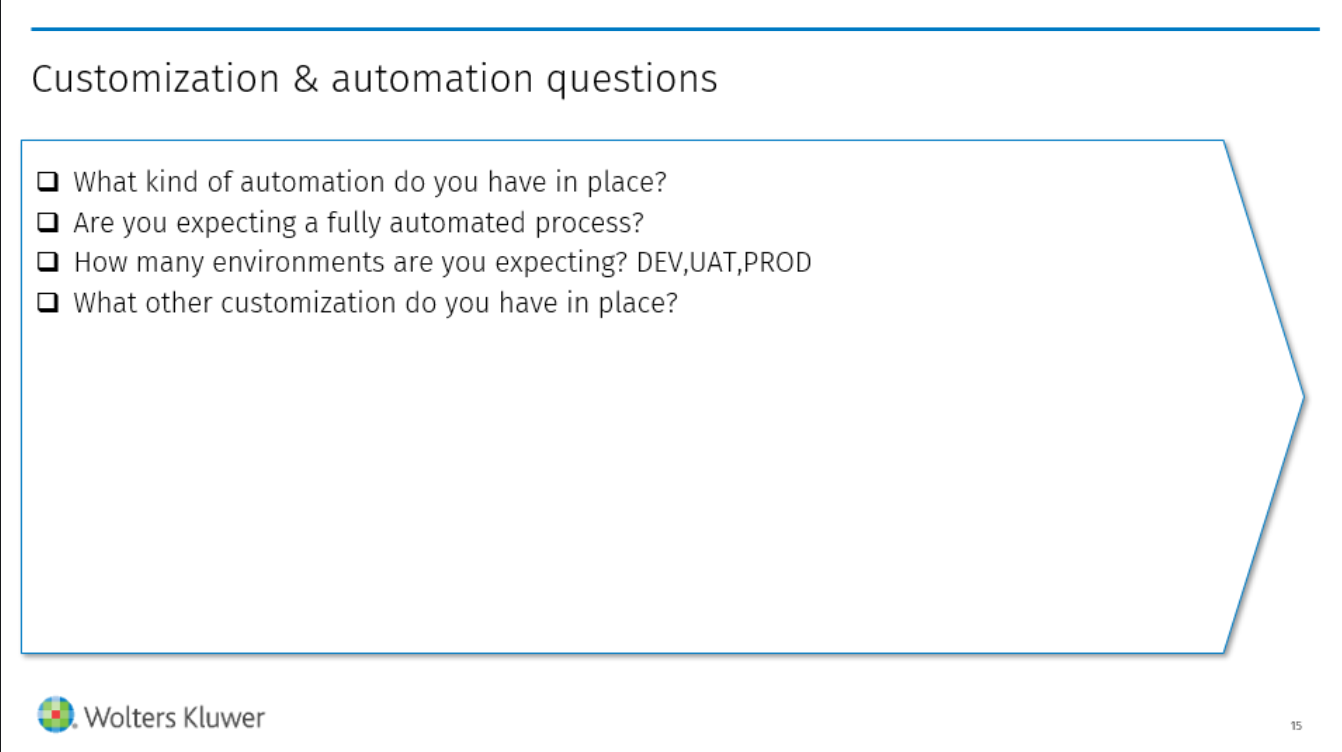 Customization & automation questions
❑ What kind of automation do you have in place?
❑ Are you expecting a fully automated process?
❑ How many environments are you expecting? DEV,UAT,PROD
❑ What other customization do you have in place?
Wolters Kluwer
15